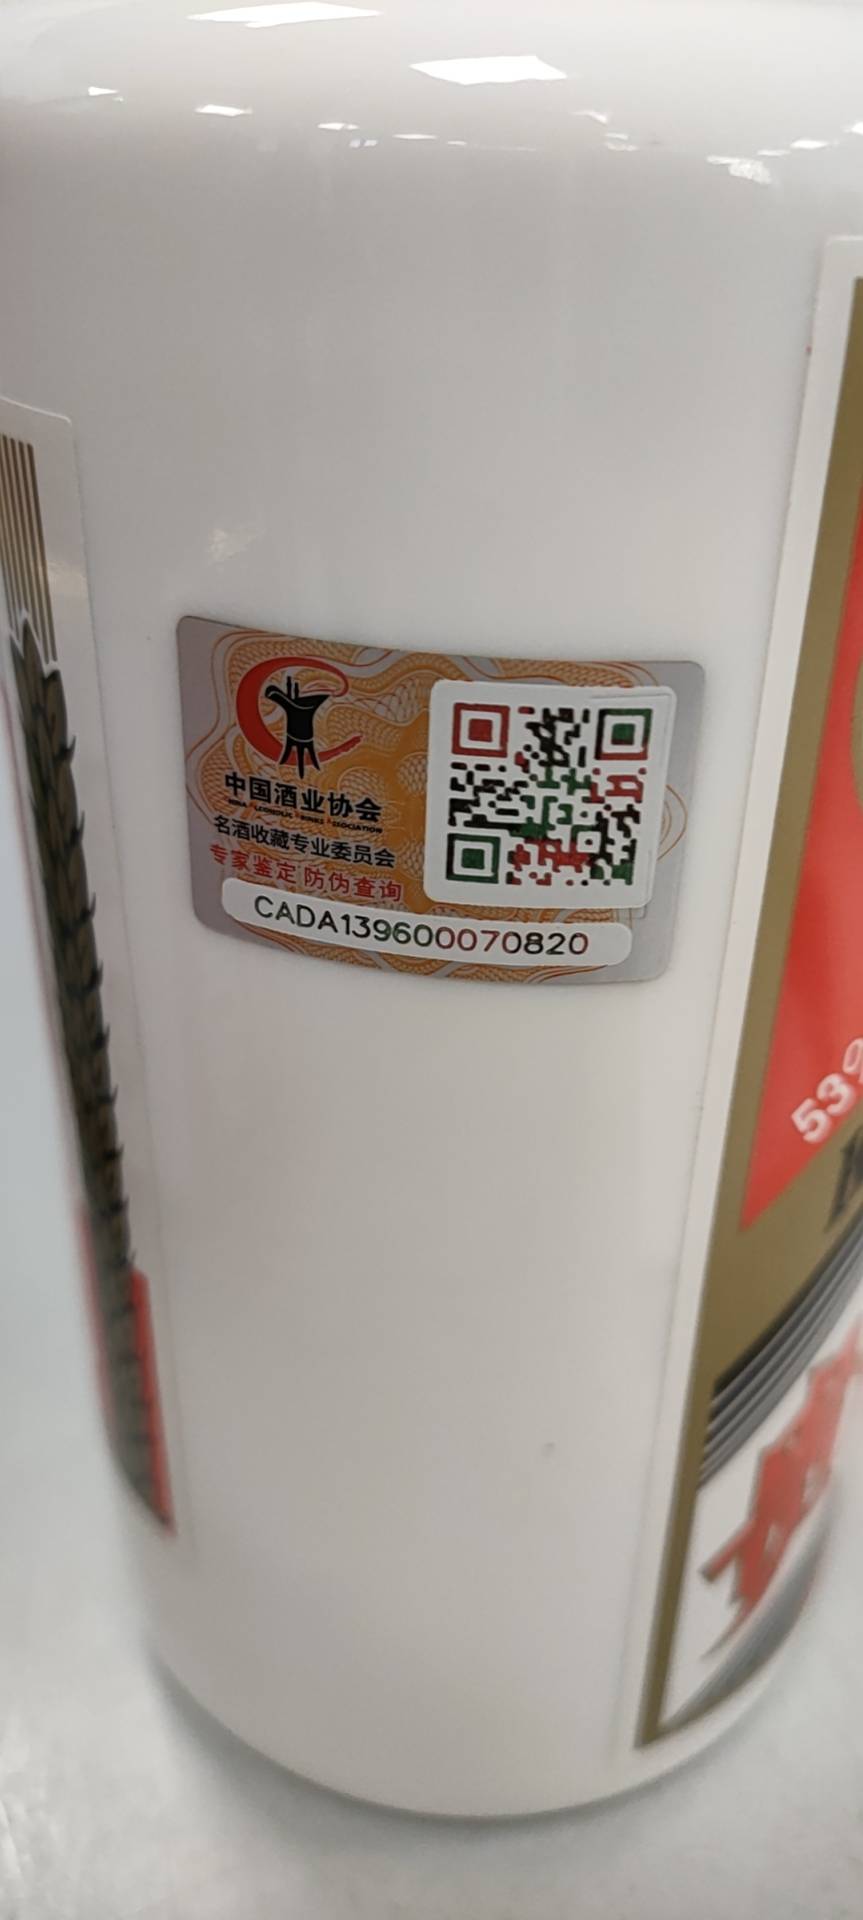 中国酒业协会
名酒收藏专业委员会
专家鉴定 防伪查询
CADA139600070820
53%